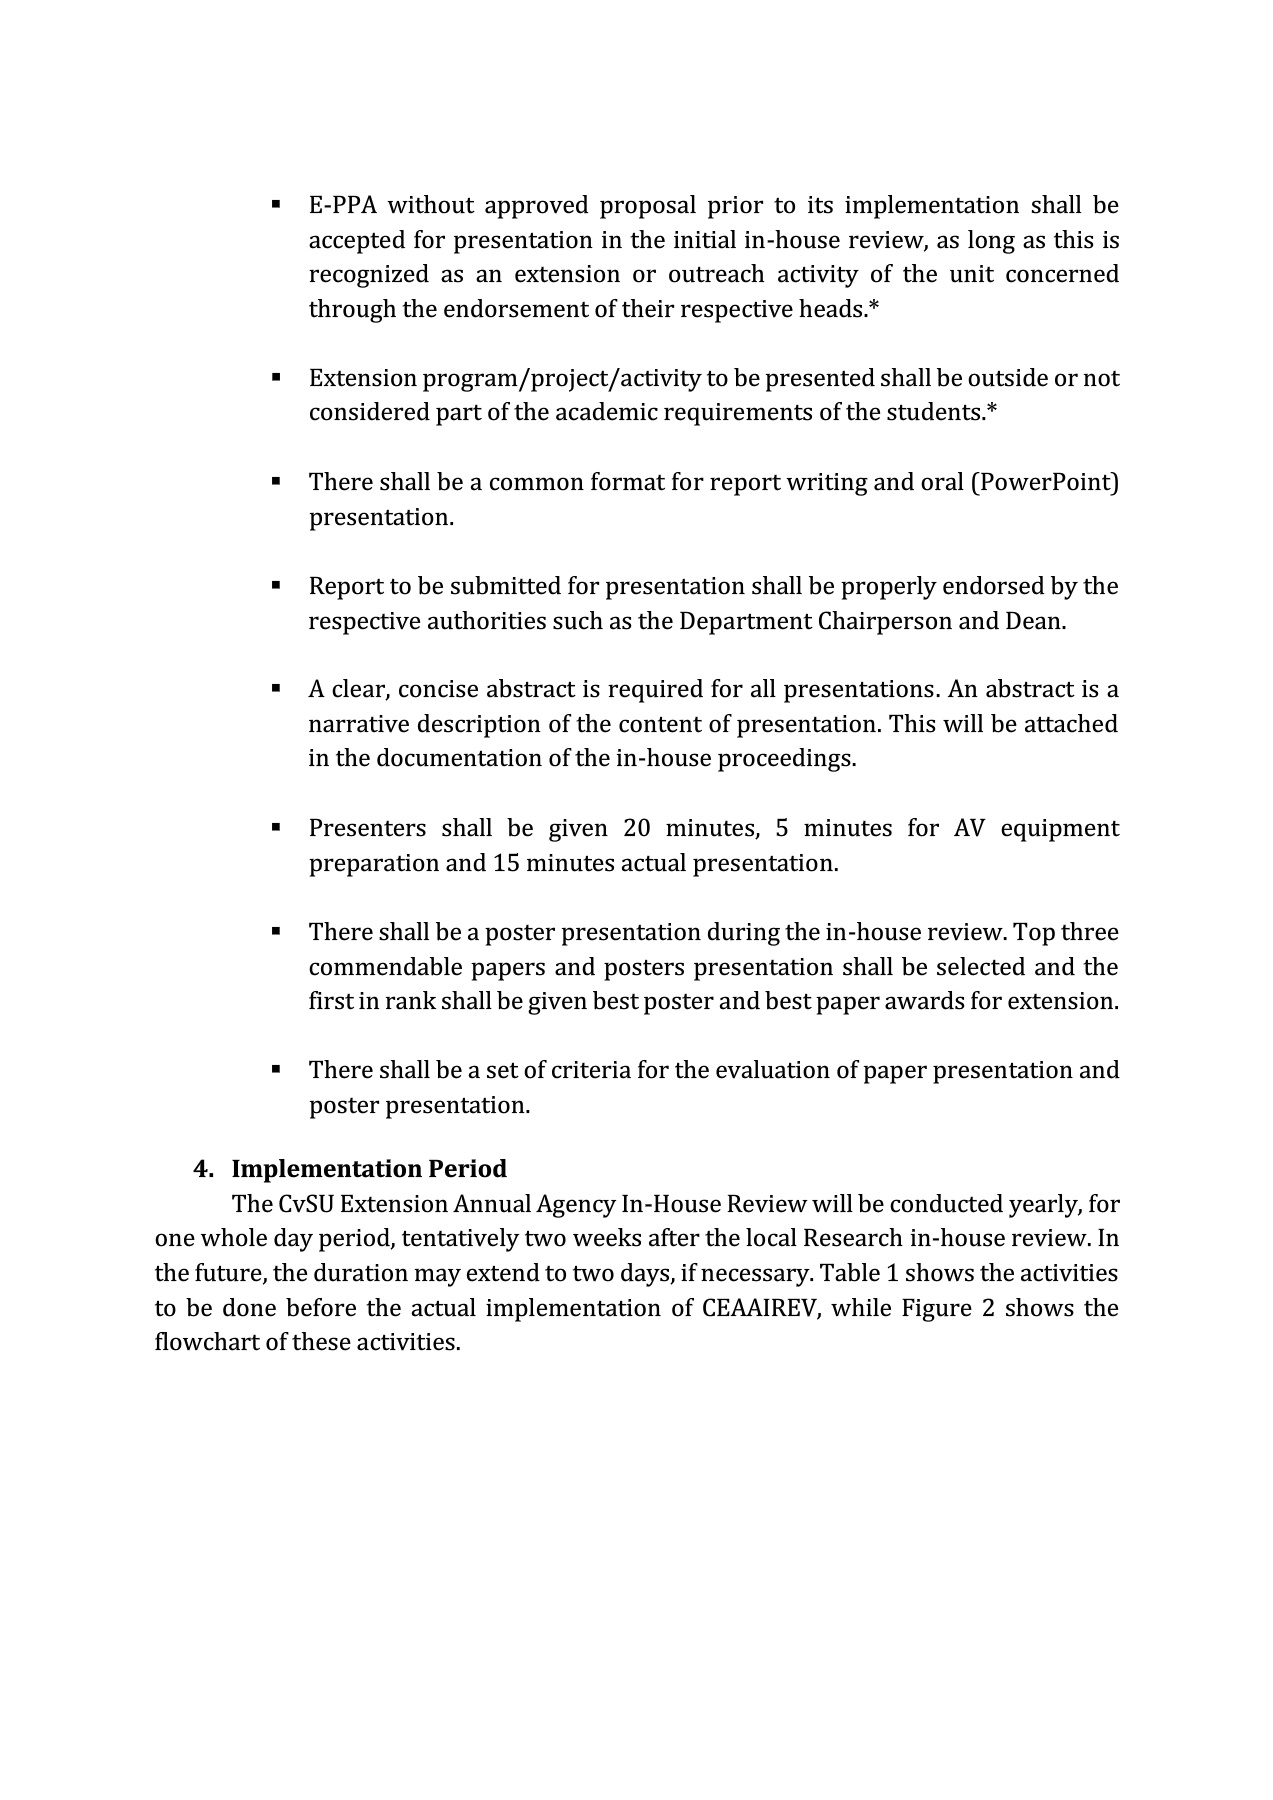 ▪ E-PPA without approved proposal prior to its implementation shall be
accepted for presentation in the initial in-house review, as long as this is
recognized as an extension or outreach activity of the unit concerned
through the endorsement of their respective heads.*
▪ Extension program/project/activity to be presented shall be outside or not
considered part of the academic requirements of the students.*
▪ There shall be a common format for report writing and oral (PowerPoint)
presentation.
▪ Report to be submitted for presentation shall be properly endorsed by the
respective authorities such as the Department Chairperson and Dean.
▪ A clear, concise abstract is required for all presentations. An abstract is a
narrative description of the content of presentation. This will be attached
in the documentation of the in-house proceedings.
▪ Presenters shall be given 20 minutes, 5 minutes for AV equipment
preparation and 15 minutes actual presentation.
▪ There shall be a poster presentation during the in-house review. Top three
commendable papers and posters presentation shall be selected and the
first in rank shall be given best poster and best paper awards for extension.
▪ There shall be a set of criteria for the evaluation of paper presentation and
poster presentation.
4. Implementation Period
The CvSU Extension Annual Agency In-House Review will be conducted yearly, for
one whole day period, tentatively two weeks after the local Research in-house review. In
the future, the duration may extend to two days, if necessary. Table 1 shows the activities
to be done before the actual implementation of CEAAIREV, while Figure 2 shows the
flowchart of these activities.